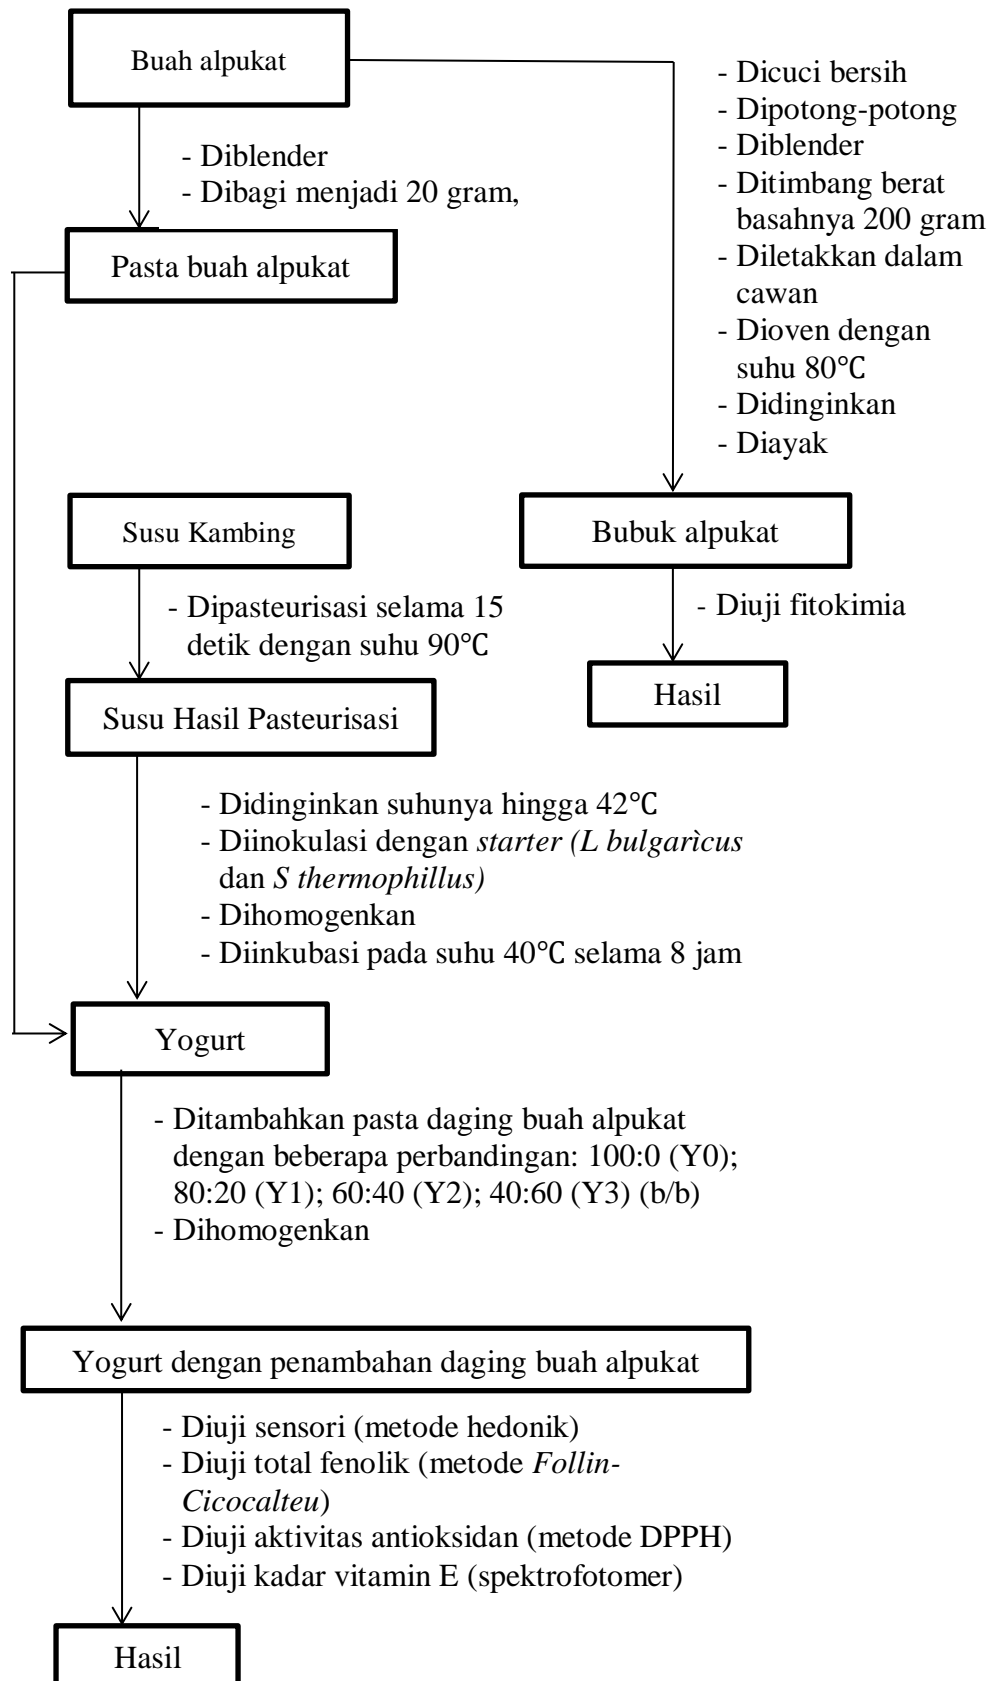 Buah alpukat
- Diblender
- Dibagi menjadi 20 gram,
Pasta buah alpukat
- Dicuci bersih
- Dipotong-potong
- Diblender
- Ditimbang berat
basahnya 200 gram
- Diletakkan dalam
cawan
- Dioven dengan
suhu 80℃
- Didinginkan
- Diayak
Bubuk alpukat
- Diuji fitokimia
Hasil
Susu Kambing
- Dipasteurisasi selama 15
detik dengan suhu 90℃
Susu Hasil Pasteurisasi
- Didinginkan suhunya hingga 42℃
- Diinokulasi dengan starter (L bulgarìcus
dan S thermophillus)
- Dihomogenkan
- Diinkubasi pada suhu 40℃ selama 8 jam
Yogurt
- Ditambahkan pasta daging buah alpukat
dengan beberapa perbandingan: 100:0 (Y0);
80:20 (Y1); 60:40 (Y2); 40:60 (Y3) (b/b)
- Dihomogenkan
Yogurt dengan penambahan daging buah alpukat
- Diuji sensori (metode hedonik)
- Diuji total fenolik (metode Follin-
Cicocalteu)
- Diuji aktivitas antioksidan (metode DPPH)
- Diuji kadar vitamin E (spektrofotomer)
Hasil